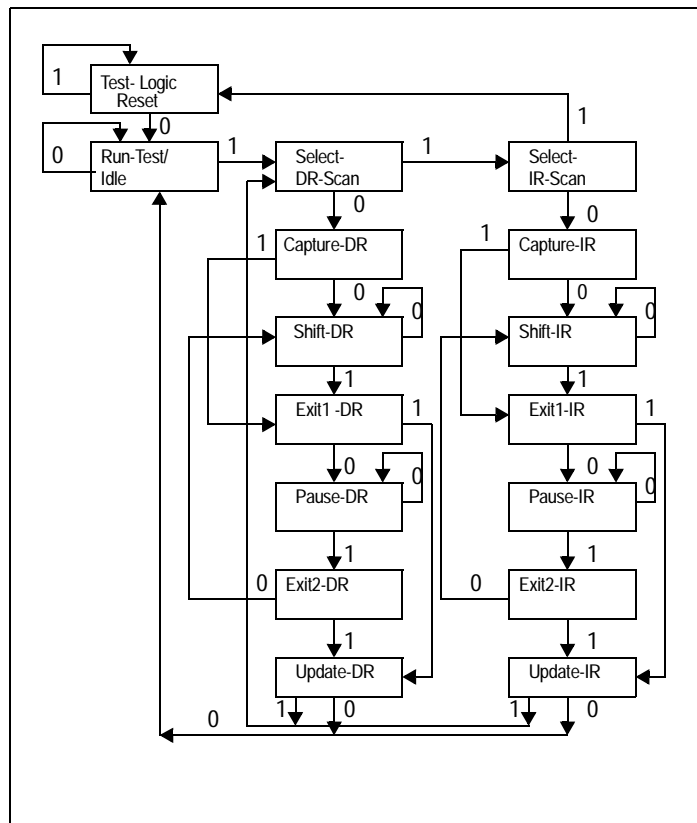 1
Test- Logic
Reset
0
1
0
Run-Test/
Idle
1
Select-
DR-Scan
1
Select-
IR-Scan
0
0
1
Capture-DR
1
Capture-IR
0
0
Shift-DR
0
Shift-IR
0
1
1
Exit1 -DR
1
Exit1-IR
1
0
0
Pause-DR
0
Pause-IR
0
1
1
0
Exit2-DR
0
Exit2-IR
1
1
Update-DR
Update-IR
1
0
1
0
0